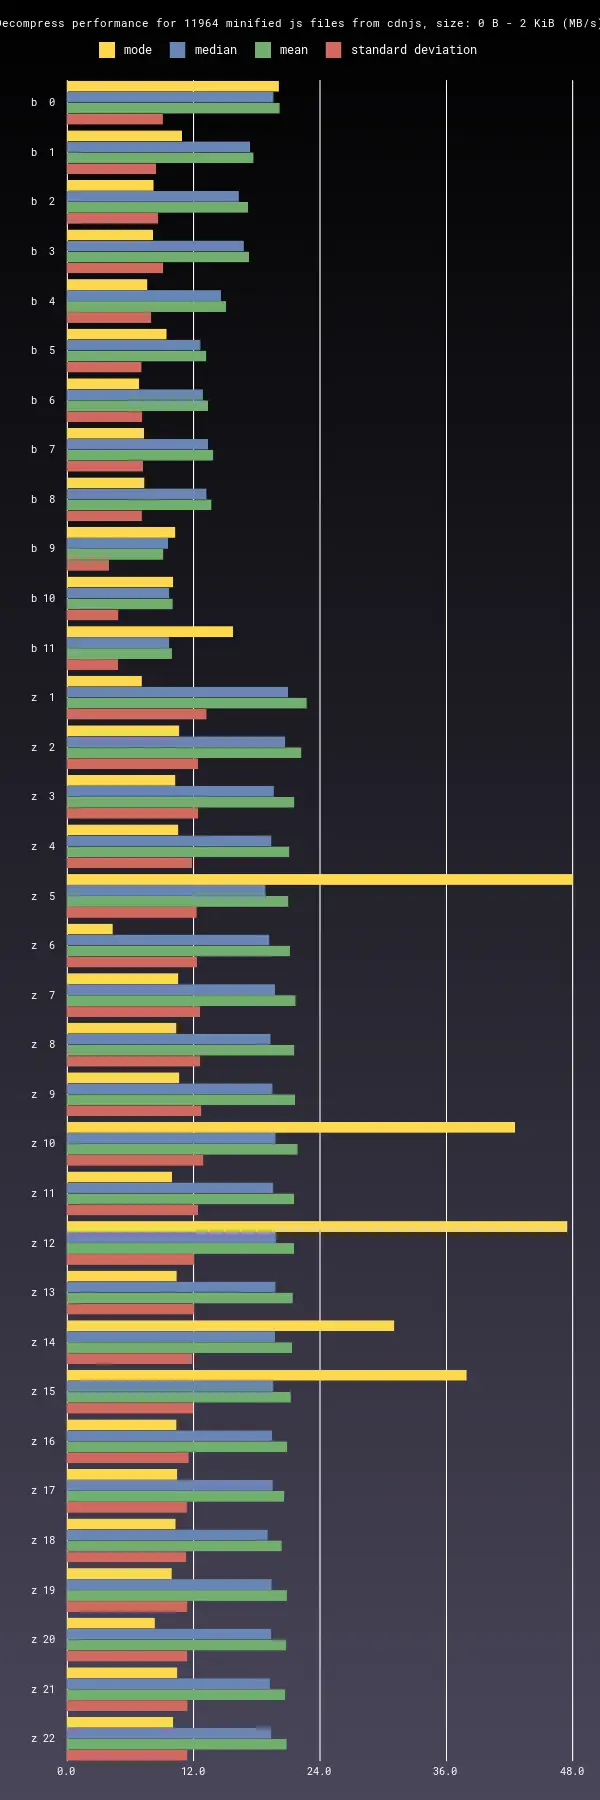 Decompress performance for 11964 minified js files from cdnjs, size: 0 B - 2 KiB (MB/s)
mode median mean standard deviation
b 0
b 1
b 2
b 3
b 4
b 5
b 6
b 7
b 8
b 9
b 10
b 11
z 1
z 2
z 3
z 4
z 5
z 6
z 7
z 8
z 9
z 10
z 11
z 12
z 13
z 14
z 15
z 16
z 17
z 18
z 19
z 20
z 21
z 22
0.0 12.0 24.0 36.0 48.0